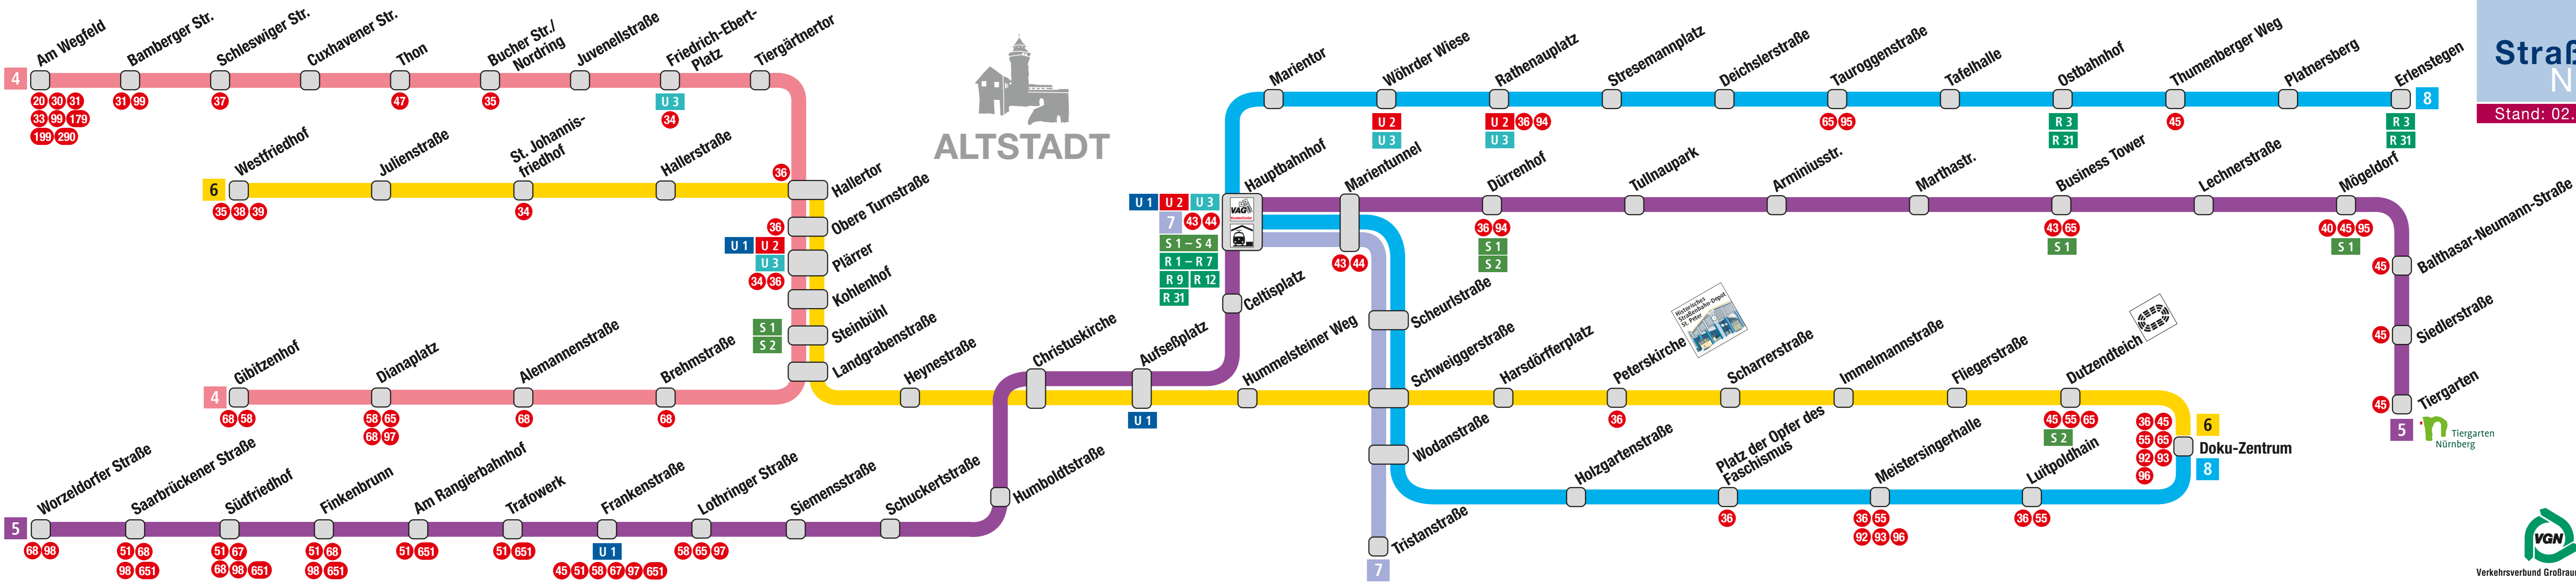 Straß
N
Stand: 02.
4
Am Wegfeld
20 30 31
33 99 179
199 290
Bamberger Str.
31 99
Schleswiger Str.
37
Cuxhavener Str.
Thon
47
Bucher Str./
Nordring
35
Juvenellstraße
Friedrich-Ebert-
Platz
U 3
34
Tiergärtnertor
6
Westfriedhof
35 38 39
Julienstraße
St. Johannis-
friedhof
34
Hallerstraße
36
Hallertor
36
Obere Turnstraße
U 1 U 2
U 3
34 36
Plärrer
Kohlenhof
S 1
S 2
Steinbühl
Landgrabenstraße
4
Gibitzenhof
68 58
Dianaplatz
58 65
68 97
Alemannenstraße
68
Brehmstraße
68
Heynestraße
Christuskirche
Aufseßplatz
U 1
Hummelsteiner Weg
5
Worzeldorfer Straße
68 98
Saarbrückener Straße
51 68
98 651
Südfriedhof
51 67
68 98 651
Finkenbrunn
51 68
98 651
Am Rangierbahnhof
51 651
Trafowerk
51 651
Frankenstraße
U 1
45 51 58 67 97 651
Lothringer Straße
58 65 97
Siemensstraße
Schuckertstraße
Humboldtstraße
ALTSTADT
Marientor
Wöhrder Wiese
U 2
U 3
Rathenauplatz
U 2 36 94
U 3
Stresemannplatz
Deichslerstraße
Tauroggenstraße
65 95
Tafelhalle
Ostbahnhof
R 3
R 31
Thumenberger Weg
45
Platnersberg
Erlenstegen
8
R 3
R 31
Hauptbahnhof
VAG
KundenCenter
U 1 U 2 U 3
7 43 44
S 1 – S 4
R 1 – R 7
R 9 R 12
R 31
Celtisplatz
Marientunnel
43 44
Dürrenhof
36 94
S 1
S 2
Tullnaupark
Arminiusstr.
Marthastr.
Business Tower
43 65
S 1
Lechnerstraße
Mögeldorf
40 45 95
S 1
45
Balthasar-Neumann-Straße
45
Siedlerstraße
45
Tiergarten
5
Tiergarten
Nürnberg
Scheurlstraße
Schweiggerstraße
Harsdörfferplatz
Peterskirche
36
Historisches
Straßenbahn-Depot
St. Peter
Scharrerstraße
Immelmannstraße
Fliegerstraße
Dutzendteich
45 55 65
S 2
36 45
55 65
92 93
96
6
Doku-Zentrum
8
Wodanstraße
Holzgartenstraße
Platz der Opfer des
Faschismus
36
Meistersingerhalle
36 55
92 93 96
Luitpoldhain
36 55
Tristanstraße
7
VGN
Verkehrsverbund Großraum